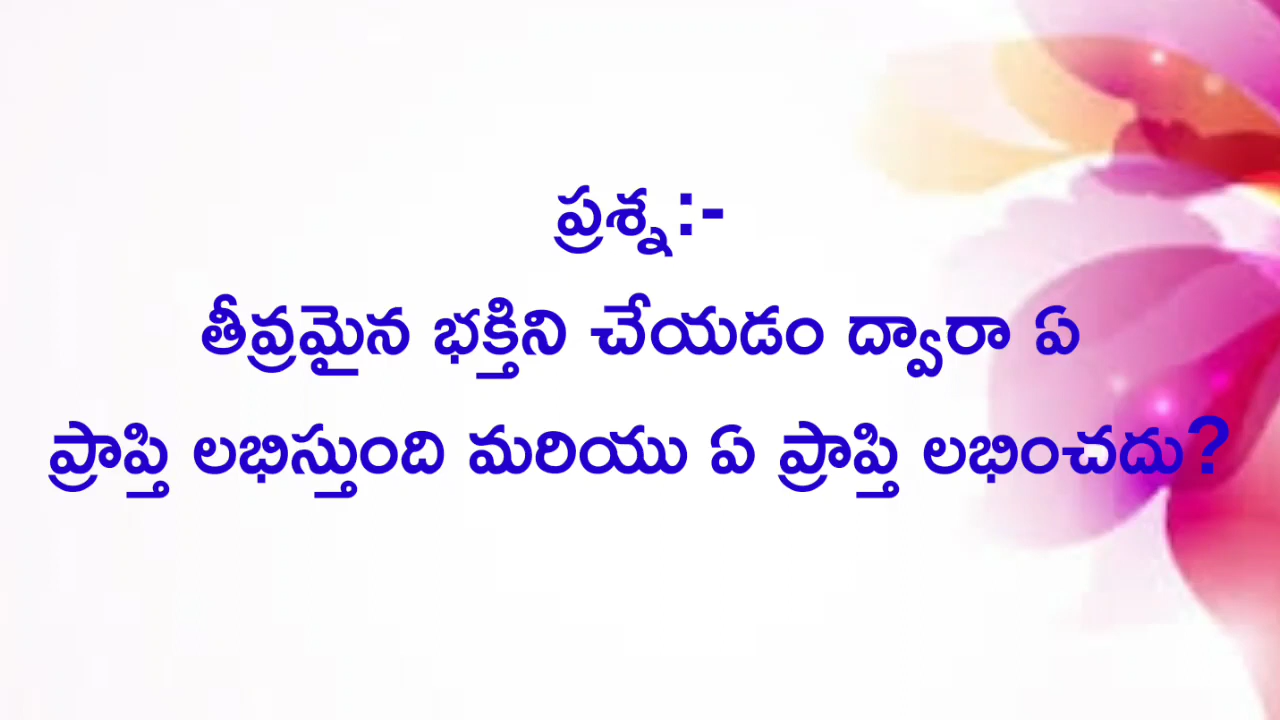 ప్రశ్న:-
తీవ్రమైన భక్తిని చేయడం ద్వారా ఏ
ప్రాప్తి లభిస్తుంది మరియు ఏ ప్రాప్తి లభించదు?